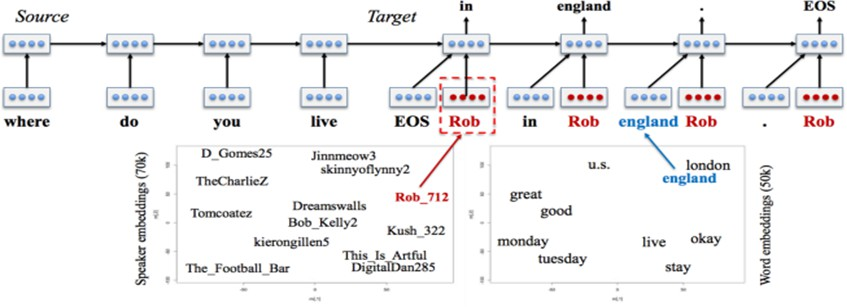 Source Target in england . EOS
where do you live EOS Rob in Rob england Rob . Rob
Speaker embeddings (70k)
D_Gomes25 Jinnmeow3
skinnyoflynny2
TheCharlieZ
Rob_712
Tomcoatez Dreamswalls
Bob_Kelly2 Kush_322
kierongillen5
This_Is_Artful
The_Football_Bar DigitalDan285
u.s. london
england
great
good
monday live okay
tuesday stay
Word embeddings (50k)